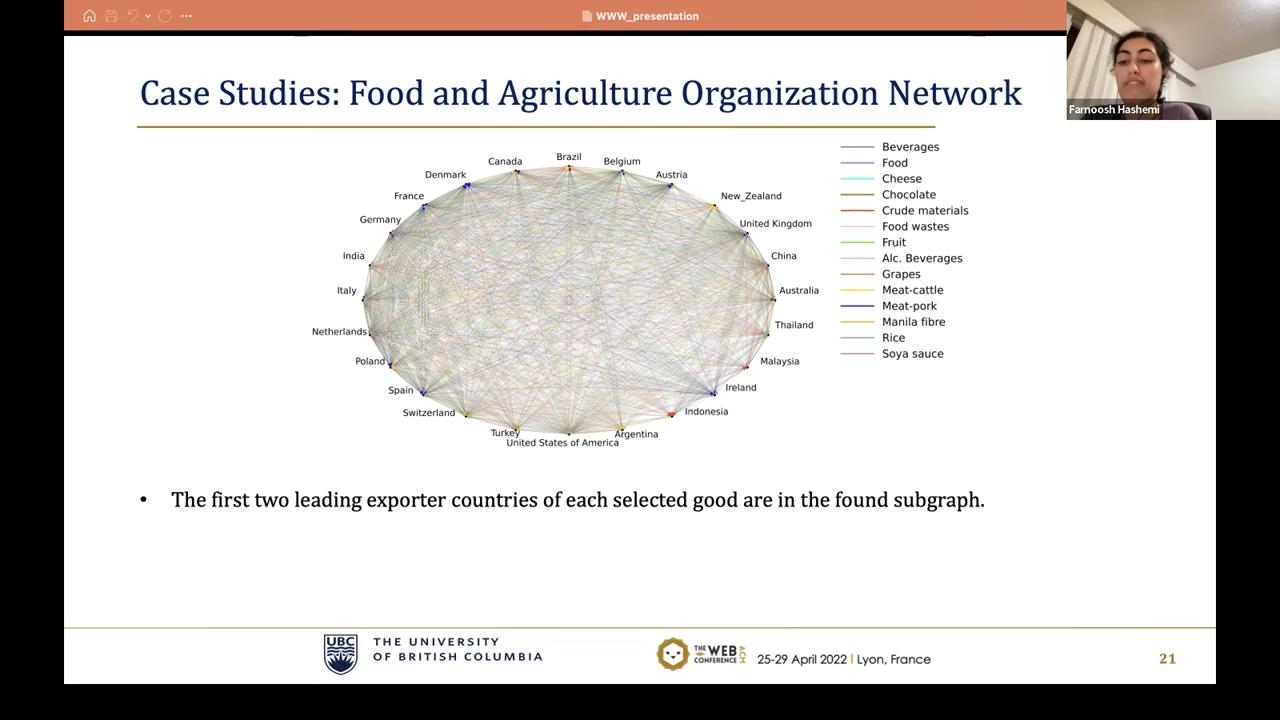 WWW_presentation
Farnoosh Hashemi
Case Studies: Food and Agriculture Organization Network
Brazil
Canada
Belgium
Denmark
Austria
France
New_Zealand
Germany
United Kingdom
India
China
Italy
Australia
Netherlands
Thailand
Poland
Malaysia
Spain
Ireland
Switzerland
Indonesia
Turkey
Argentina
United States of America
Beverages
Food
Cheese
Chocolate
Crude materials
Food wastes
Fruit
Alc. Beverages
Grapes
Meat-cattle
Meat-pork
Manila fibre
Rice
Soya sauce
• The first two leading exporter countries of each selected good are in the found subgraph.
UBC
THE UNIVERSITY
OF BRITISH COLUMBIA
THE WEB
CONFERENCE
ACM
25-29 April 2022 | Lyon, France
21